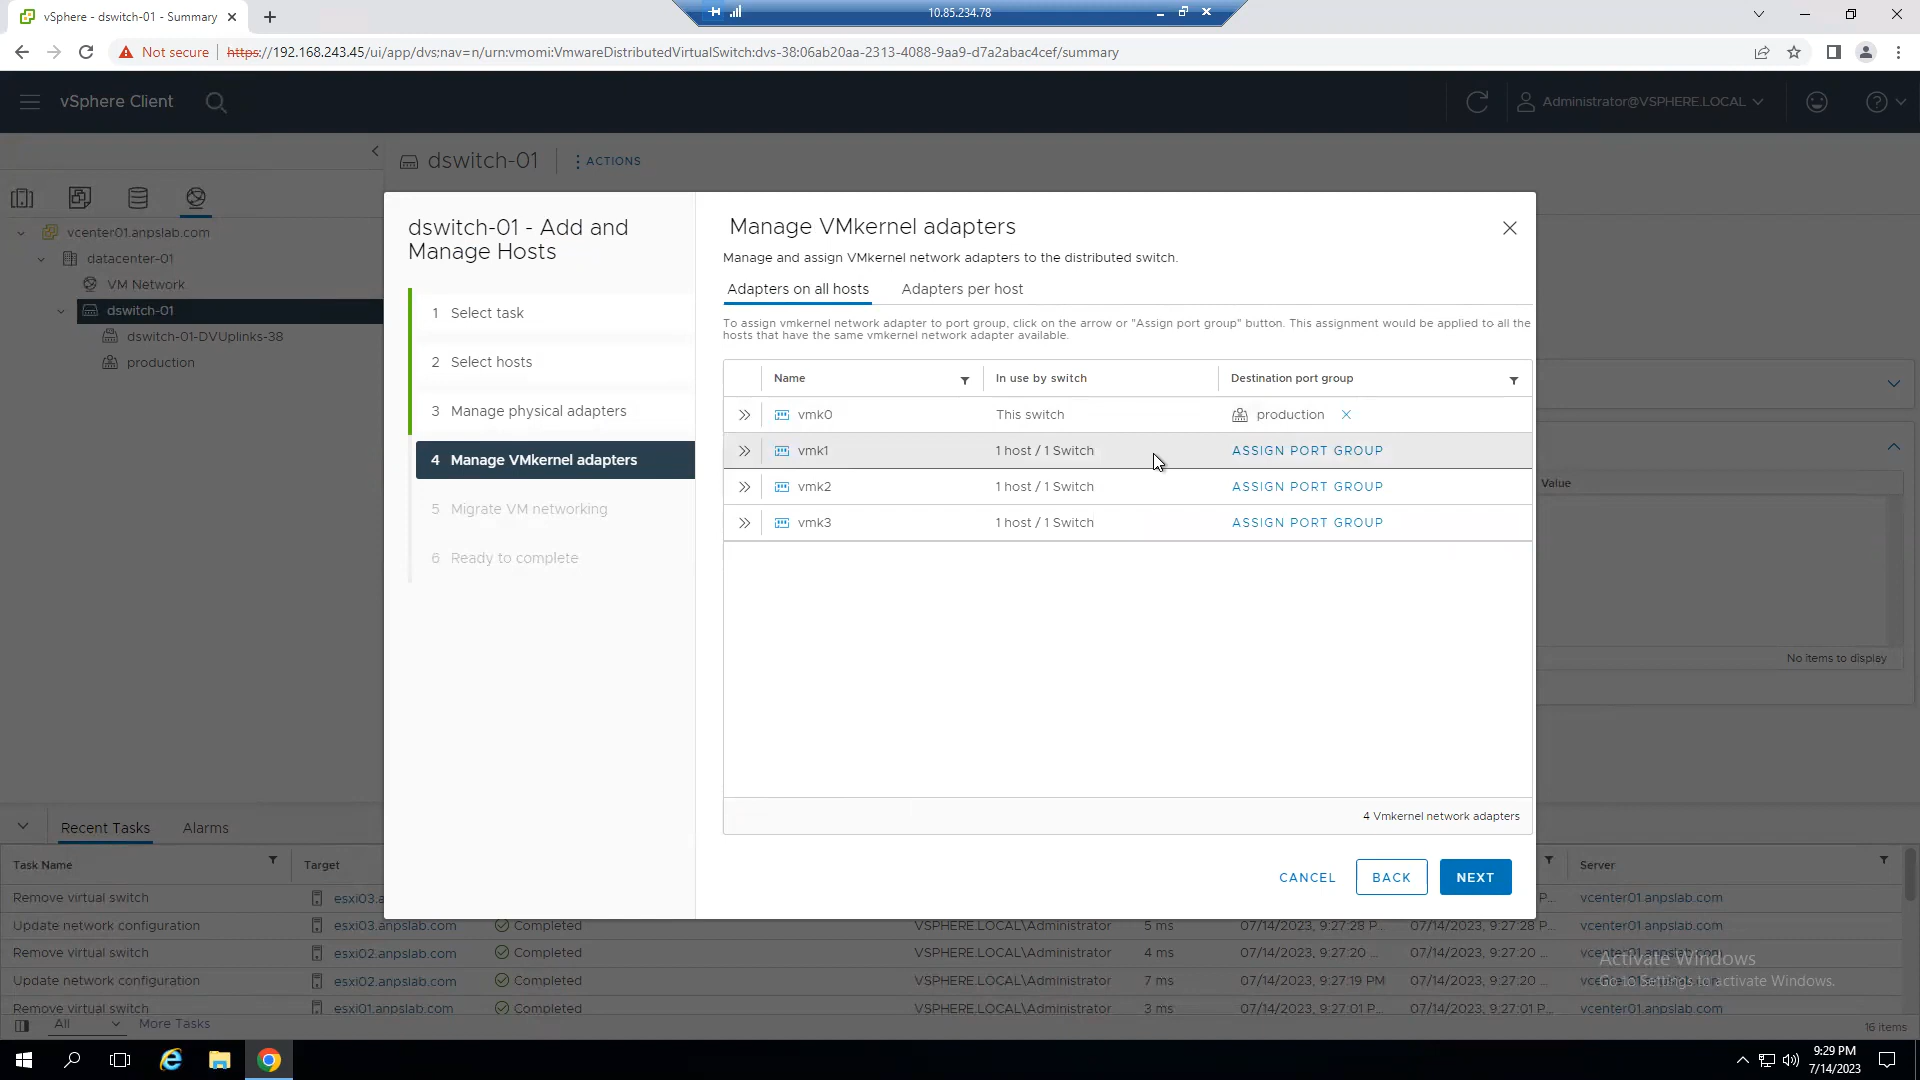 vSphere - dswitch-01 - Summary
10.85.234.78
Not secure
https://192.168.243.45/ui/app/dvs;nav=n/urn:vmomi:VmwareDistributedVirtualSwitch:dvs-38:06ab20aa-2313-4088-9aa9-d7a2abac4cef/summary
vSphere Client
Administrator@VSPHERE.LOCAL
dswitch-01
ACTIONS
vcenter01.anpslab.com
datacenter-01
VM Network
dswitch-01
dswitch-01-DVUplinks-38
production
dswitch-01 - Add and
Manage Hosts
1 Select task
2 Select hosts
3 Manage physical adapters
4 Manage VMkernel adapters
5 Migrate VM networking
6 Ready to complete
Manage VMkernel adapters
Manage and assign VMkernel network adapters to the distributed switch.
Adapters on all hosts
Adapters per host
To assign vmkernel network adapter to port group, click on the arrow or "Assign port group" button. This assignment would be applied to all the
hosts that have the same vmkernel network adapter available.
Name In use by switch Destination port group
vmk0 This switch production
vmk1 1 host / 1 Switch ASSIGN PORT GROUP
vmk2 1 host / 1 Switch ASSIGN PORT GROUP
vmk3 1 host / 1 Switch ASSIGN PORT GROUP
4 Vmkernel network adapters
CANCEL BACK NEXT
Value
No items to display
Recent Tasks Alarms
Task Name Target Server
Remove virtual switch esxi03.a P... vcenter01.anpslab.com
Update network configuration esxi03.anpslab.com Completed VSPHERE.LOCAL\Administrator 5 ms 07/14/2023, 9:27:28 P... 07/14/2023, 9:27:28 P... vcenter01.anpslab.com
Remove virtual switch esxi02.anpslab.com Completed VSPHERE.LOCAL\Administrator 4 ms 07/14/2023, 9:27:20 ... 07/14/2023, 9:27:20 ... vcenter01.anpslab.com
Update network configuration esxi02.anpslab.com Completed VSPHERE.LOCAL\Administrator 7 ms 07/14/2023, 9:27:19 PM 07/14/2023, 9:27:20 ... vcenter01.anpslab.com
Remove virtual switch esxi01.anpslab.com Completed VSPHERE.LOCAL\Administrator 3 ms 07/14/2023, 9:27:01 P... 07/14/2023, 9:27:01 P... vcenter01.anpslab.com
All More Tasks
16 items
Activate Windows
Go to Settings to activate Windows.
9:29 PM
7/14/2023